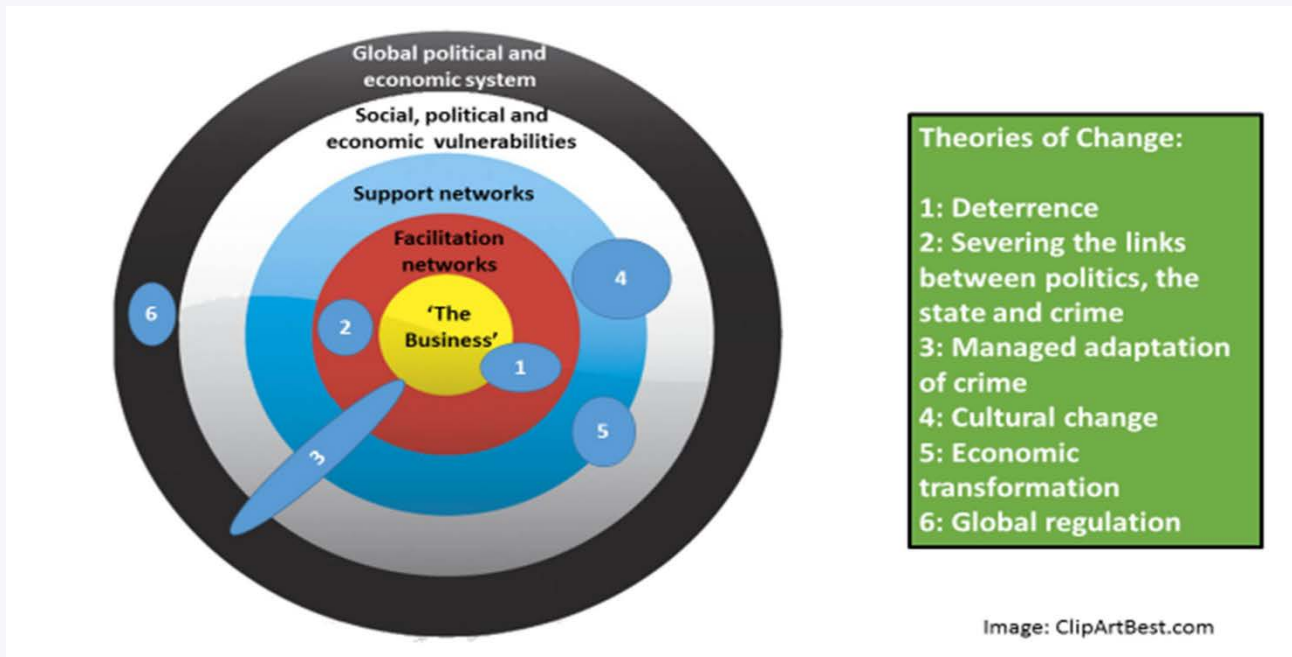 Global political and
economic system
Social, political and
economic vulnerabilities
Support networks
Facilitation
networks
‘The
Business’
1
2
3
4
5
6
Theories of Change:
1: Deterrence
2: Severing the links
between politics, the
state and crime
3: Managed adaptation
of crime
4: Cultural change
5: Economic
transformation
6: Global regulation
Image: ClipArtBest.com